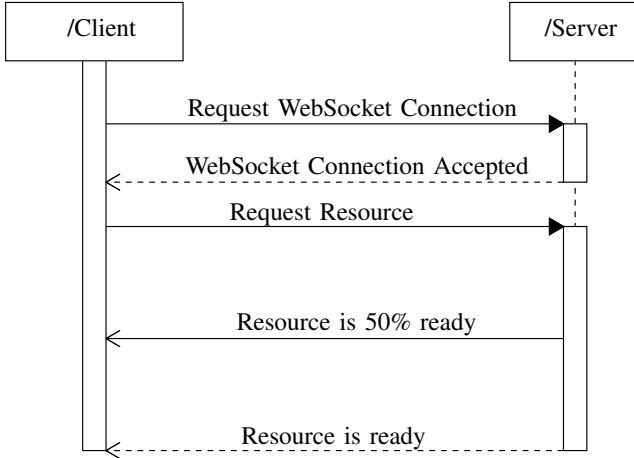 /Client
/Server
Request WebSocket Connection
WebSocket Connection Accepted
Request Resource
Resource is 50% ready
Resource is ready